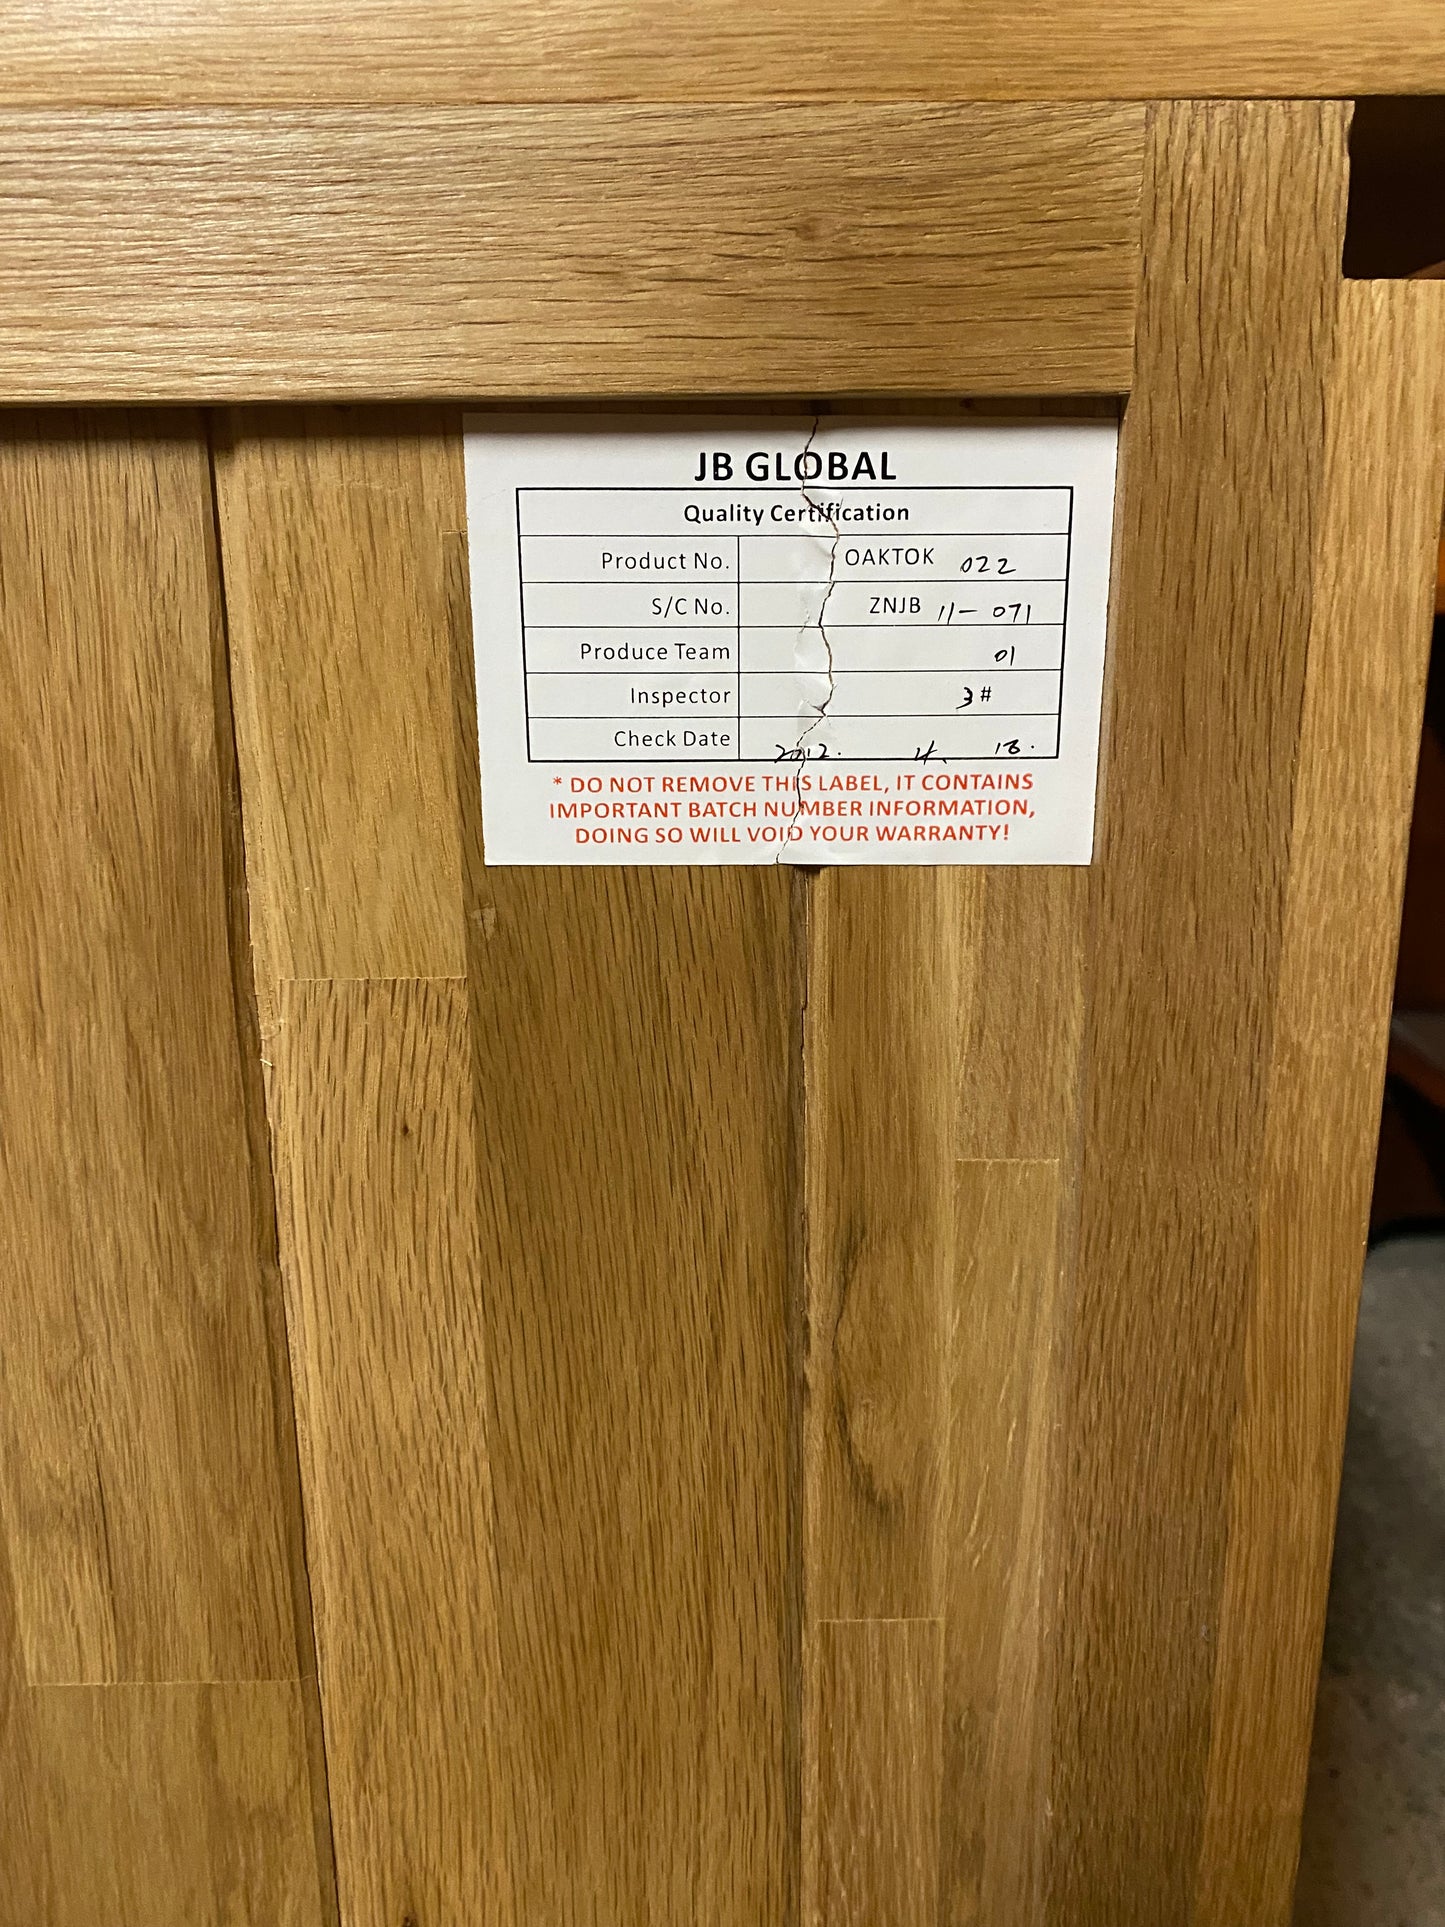 JB GLOBAL
Quality Certification
Product No. OAKTOK 022
S/C No. ZNJB 11-071
Produce Team 01
Inspector 3#
Check Date 2012. 4. 18.
* DO NOT REMOVE THIS LABEL, IT CONTAINS
IMPORTANT BATCH NUMBER INFORMATION,
DOING SO WILL VOID YOUR WARRANTY!